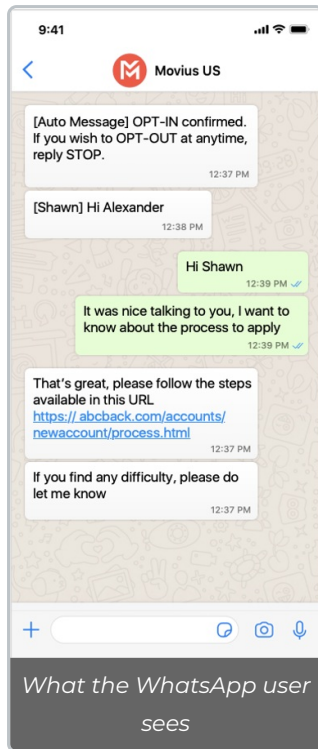 9:41
Movius US
[Auto Message] OPT-IN confirmed.
If you wish to OPT-OUT at anytime,
reply STOP.
12:37 PM
[Shawn] Hi Alexander
12:38 PM
Hi Shawn
12:39 PM
It was nice talking to you, I want to
know about the process to apply
12:39 PM
That's great, please follow the steps
available in this URL
https:// abcback.com/accounts/
newaccount/process.html
12:37 PM
If you find any difficulty, please do
let me know
12:37 PM
What the WhatsApp user
sees